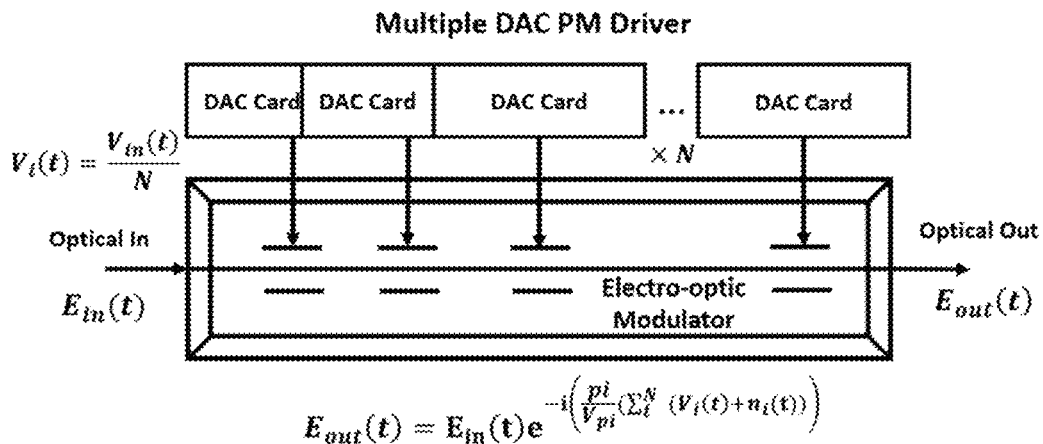 Multiple DAC PM Driver
DAC Card DAC Card DAC Card ... DAC Card
× N
V_i(t) = V_in(t)/N
Optical In
Optical Out
E_in(t)
Electro-optic
Modulator
E_out(t)
E_out(t) = E_in(t)e^{-i(pi/V_pi(∑_i^N (V_i(t)+n_i(t)))}